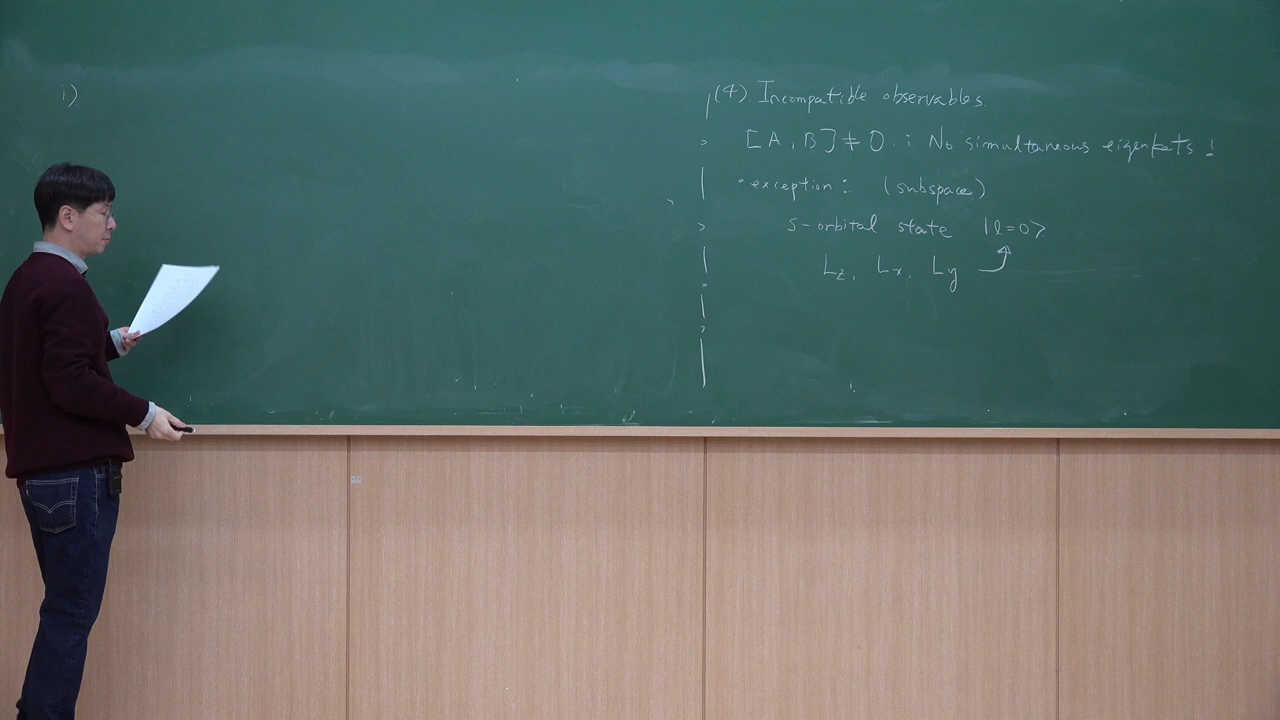 i)
(4). Incompatible observables.
[A, B] ≠ 0. : No simultaneous eigenkets !
• exception : (subspace)
s-orbital state |l=0>
Lz, Lx, Ly